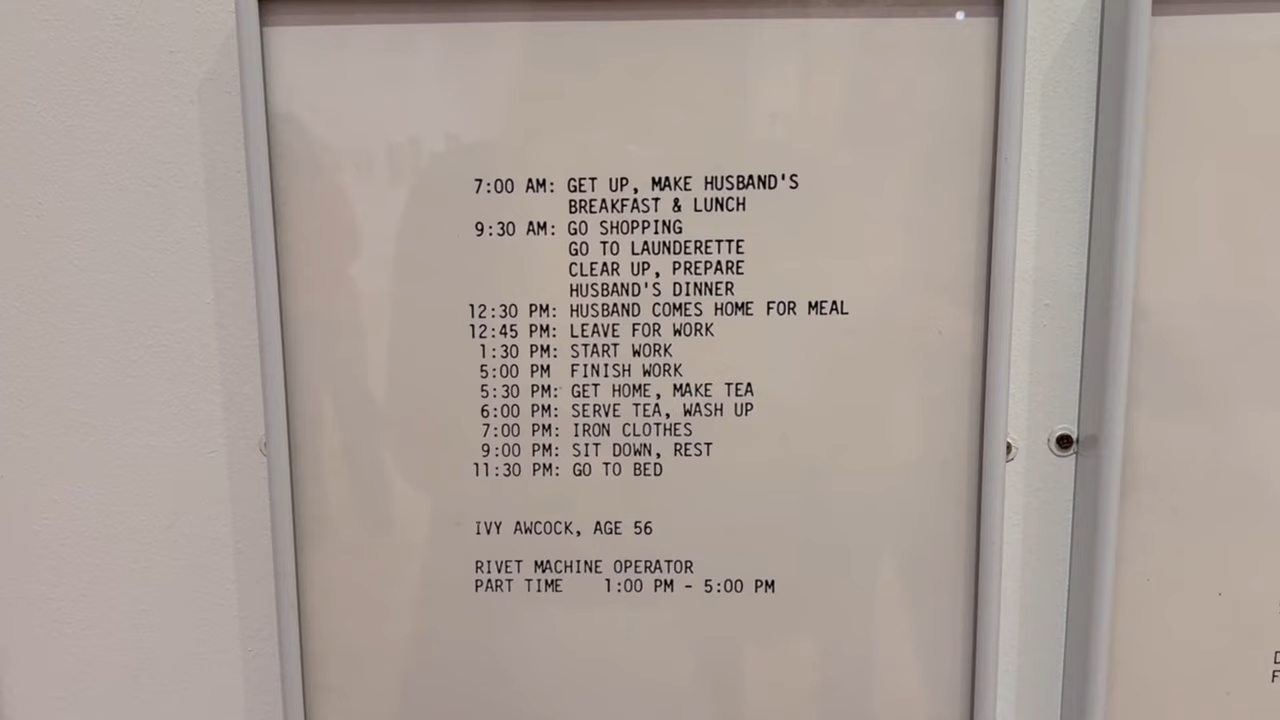 7:00 AM: GET UP, MAKE HUSBAND'S
BREAKFAST & LUNCH
9:30 AM: GO SHOPPING
GO TO LAUNDERETTE
CLEAR UP, PREPARE
HUSBAND'S DINNER
12:30 PM: HUSBAND COMES HOME FOR MEAL
12:45 PM: LEAVE FOR WORK
1:30 PM: START WORK
5:00 PM FINISH WORK
5:30 PM: GET HOME, MAKE TEA
6:00 PM: SERVE TEA, WASH UP
7:00 PM: IRON CLOTHES
9:00 PM: SIT DOWN, REST
11:30 PM: GO TO BED
IVY AWCOCK, AGE 56
RIVET MACHINE OPERATOR
PART TIME 1:00 PM - 5:00 PM